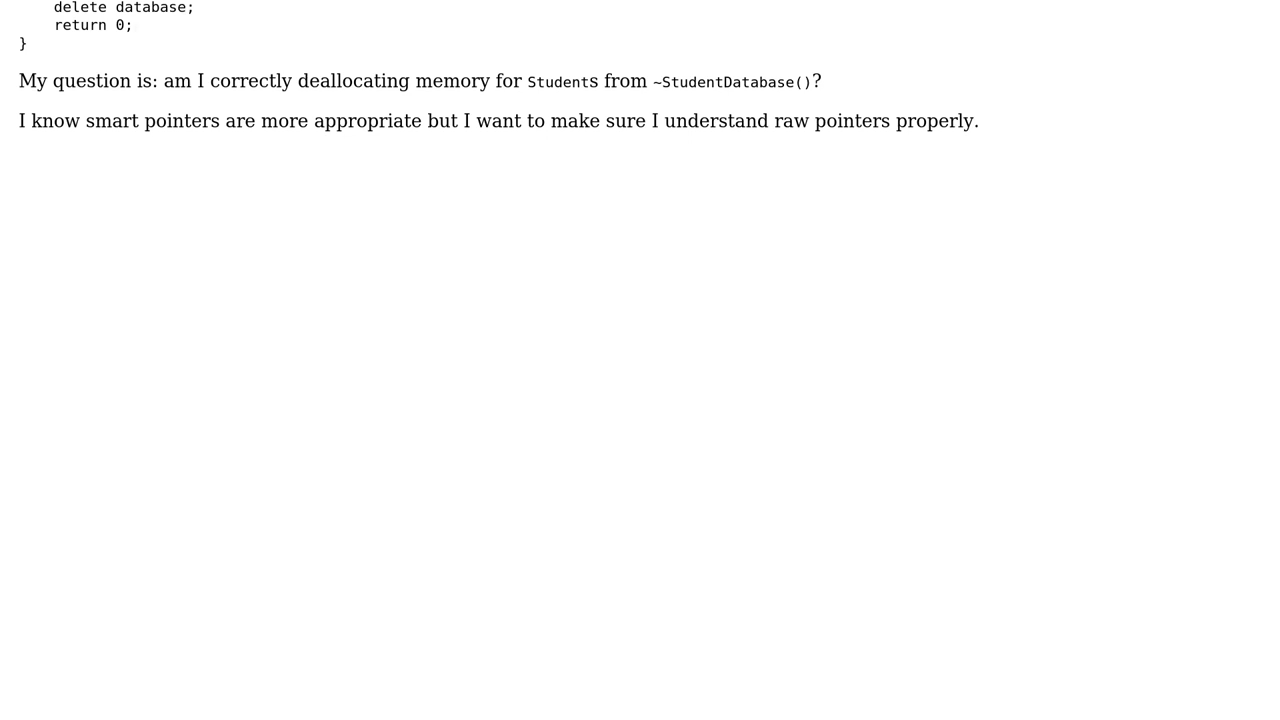 delete database;
    return 0;
}
My question is: am I correctly deallocating memory for Students from ~StudentDatabase()?
I know smart pointers are more appropriate but I want to make sure I understand raw pointers properly.